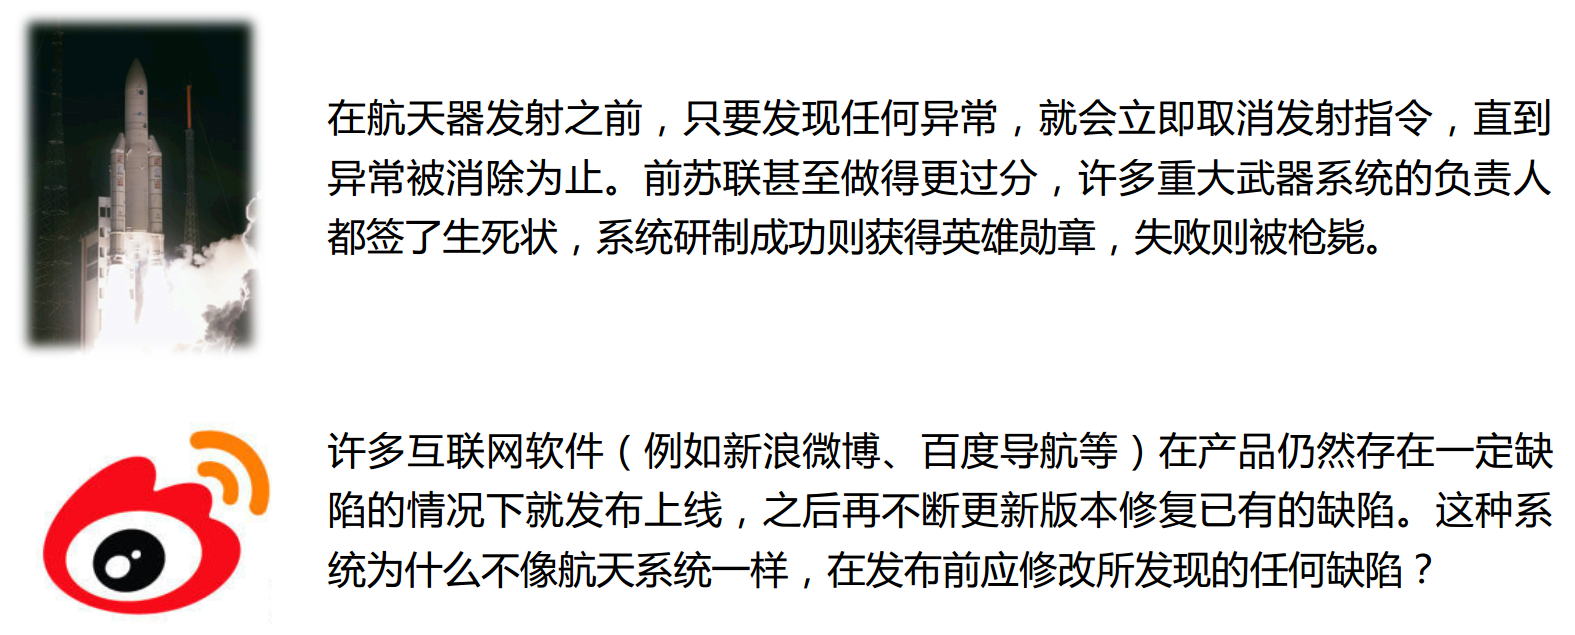 在航天器发射之前，只要发现任何异常，就会立即取消发射指令，直到
异常被消除为止。前苏联甚至做得更过分，许多重大武器系统的负责人
都签了生死状，系统研制成功则获得英雄勋章，失败则被枪毙。
许多互联网软件（例如新浪微博、百度导航等）在产品仍然存在一定缺
陷的情况下就发布上线，之后再不断更新版本修复已有的缺陷。这种系
统为什么不像航天系统一样，在发布前应修改所发现的任何缺陷？